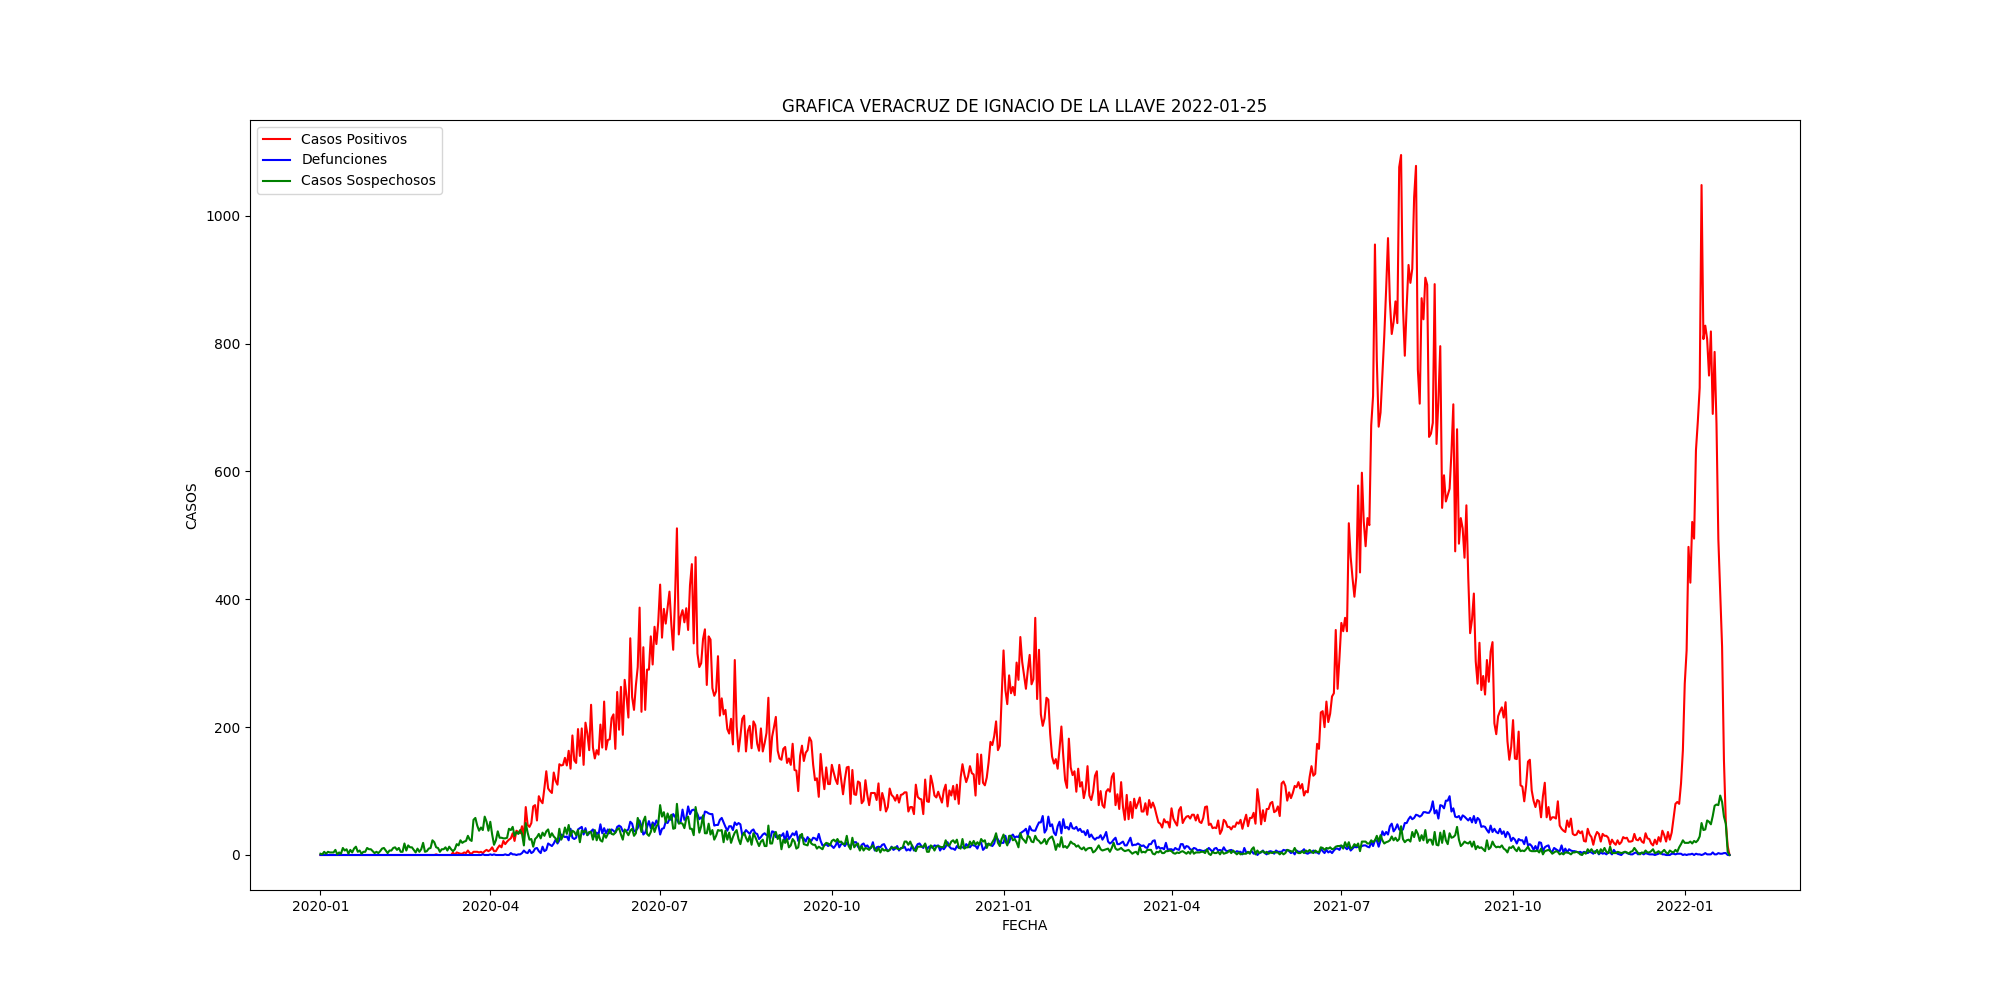 GRAFICA VERACRUZ DE IGNACIO DE LA LLAVE 2022-01-25
Casos Positivos
Defunciones
Casos Sospechosos
1000
800
600
400
200
0
CASOS
2020-01 2020-04 2020-07 2020-10 2021-01 2021-04 2021-07 2021-10 2022-01
FECHA